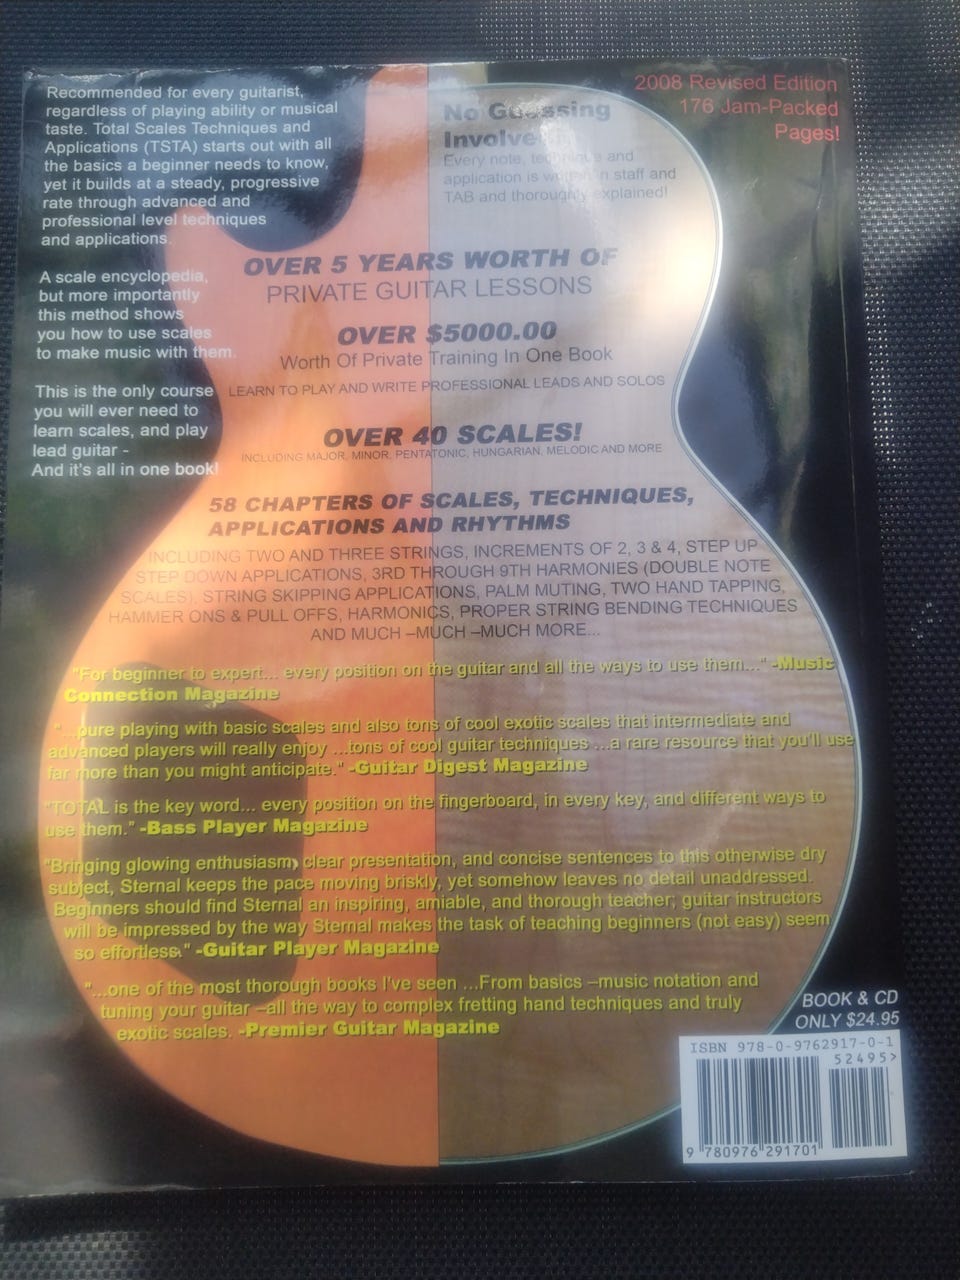 Recommended for every guitarist,
regardless of playing ability or musical
taste. Total Scales Techniques and
Applications (TSTA) starts out with all
the basics a beginner needs to know,
yet it builds at a steady, progressive
rate through advanced and
professional level techniques
and applications.
A scale encyclopedia,
but more importantly
this method shows
you how to use scales
to make music with them.
This is the only course
you will ever need to
learn scales, and play
lead guitar -
And it's all in one book!
No Guessing
Involved
Every note, technique and
application is written in staff and
TAB and thoroughly explained!
2008 Revised Edition
176 Jam-Packed
Pages!
OVER 5 YEARS WORTH OF
PRIVATE GUITAR LESSONS
OVER $5000.00
Worth Of Private Training In One Book
LEARN TO PLAY AND WRITE PROFESSIONAL LEADS AND SOLOS
OVER 40 SCALES!
INCLUDING MAJOR, MINOR, PENTATONIC, HUNGARIAN, MELODIC AND MORE
58 CHAPTERS OF SCALES, TECHNIQUES,
APPLICATIONS AND RHYTHMS
INCLUDING TWO AND THREE STRINGS, INCREMENTS OF 2, 3 & 4, STEP UP
STEP DOWN APPLICATIONS, 3RD THROUGH 9TH HARMONIES (DOUBLE NOTE
SCALES), STRING SKIPPING APPLICATIONS, PALM MUTING, TWO HAND TAPPING,
HAMMER ONS & PULL OFFS, HARMONICS, PROPER STRING BENDING TECHNIQUES
AND MUCH –MUCH –MUCH MORE...
"For beginner to expert... every position on the guitar and all the ways to use them..." -Music
Connection Magazine
"...pure playing with basic scales and also tons of cool exotic scales that intermediate and
advanced players will really enjoy ...tons of cool guitar techniques ...a rare resource that you'll use
far more than you might anticipate." -Guitar Digest Magazine
"TOTAL is the key word... every position on the fingerboard, in every key, and different ways to
use them." -Bass Player Magazine
"Bringing glowing enthusiasm, clear presentation, and concise sentences to this otherwise dry
subject, Sternal keeps the pace moving briskly, yet somehow leaves no detail unaddressed.
Beginners should find Sternal an inspiring, amiable, and thorough teacher; guitar instructors
will be impressed by the way Sternal makes the task of teaching beginners (not easy) seem
so effortless." -Guitar Player Magazine
"...one of the most thorough books I've seen ...From basics –music notation and
tuning your guitar –all the way to complex fretting hand techniques and truly
exotic scales. -Premier Guitar Magazine
BOOK & CD
ONLY $24.95
ISBN 978-0-9762917-0-1
52495>
9 780976 291701